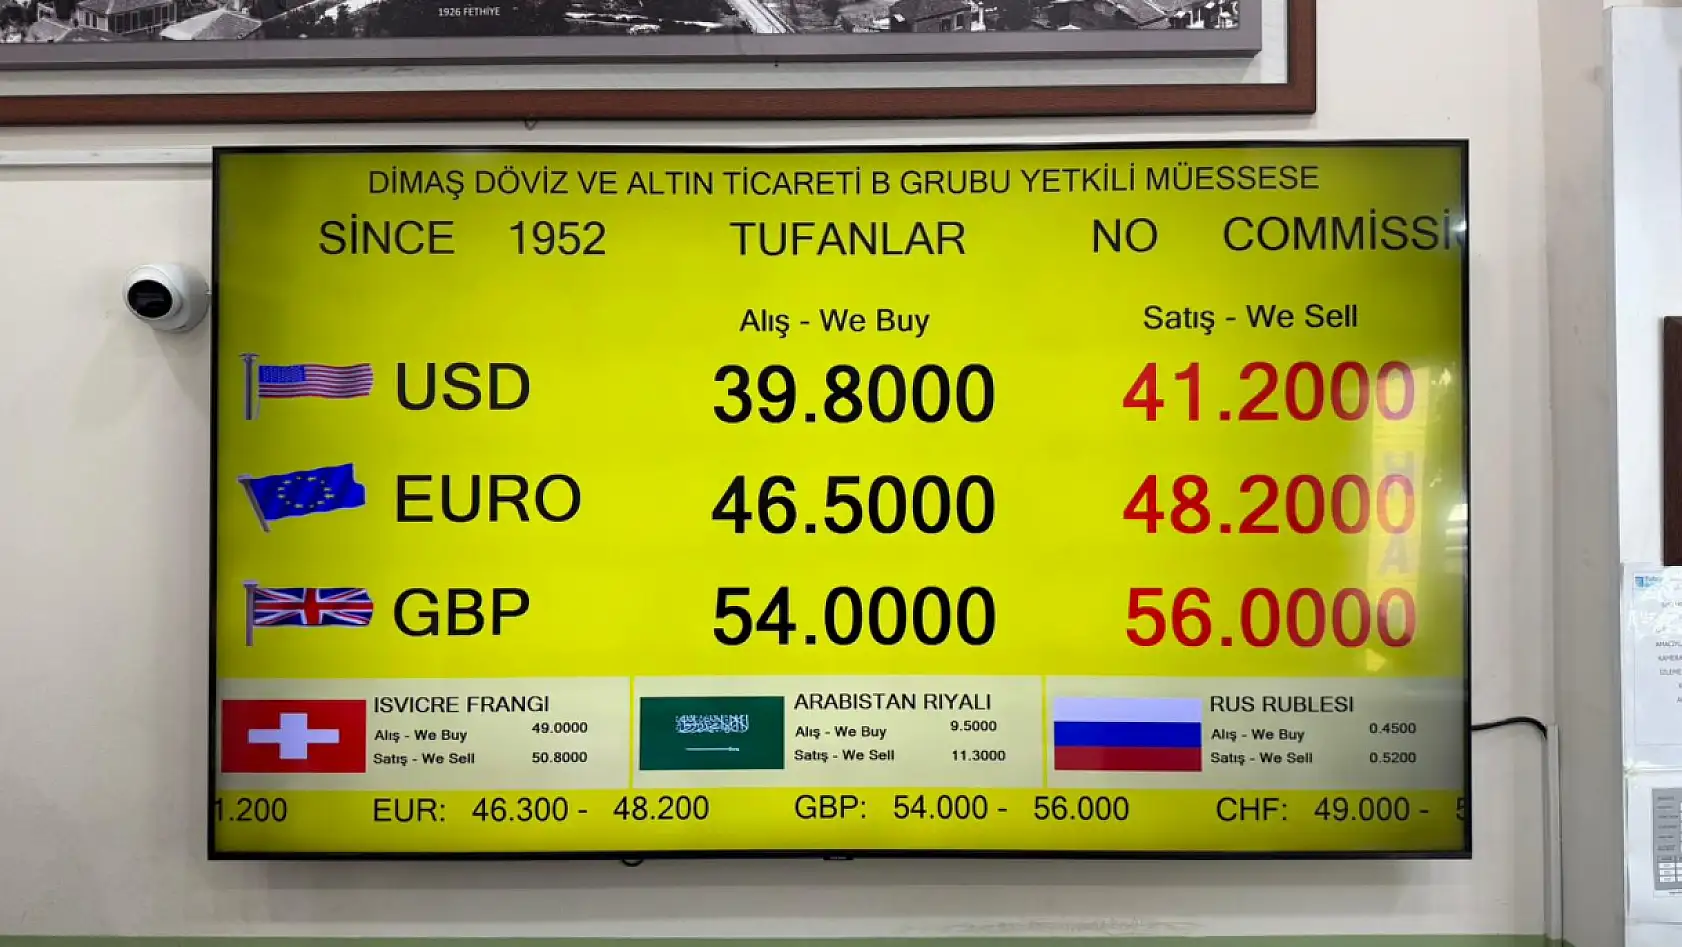 1926 FETHİYE
DİMAŞ DÖVİZ VE ALTIN TİCARETİ B GRUBU YETKİLİ MÜESSESE
SİNCE 1952 TUFANLAR NO COMMİSSİ
Alış - We Buy Satış - We Sell
USD 39.8000 41.2000
EURO 46.5000 48.2000
GBP 54.0000 56.0000
ISVICRE FRANGI
Alış - We Buy 49.0000
Satış - We Sell 50.8000
ARABISTAN RIYALI
Alış - We Buy 9.5000
Satış - We Sell 11.3000
RUS RUBLESI
Alış - We Buy 0.4500
Satış - We Sell 0.5200
1.200 EUR: 46.300 - 48.200 GBP: 54.000 - 56.000 CHF: 49.000 -